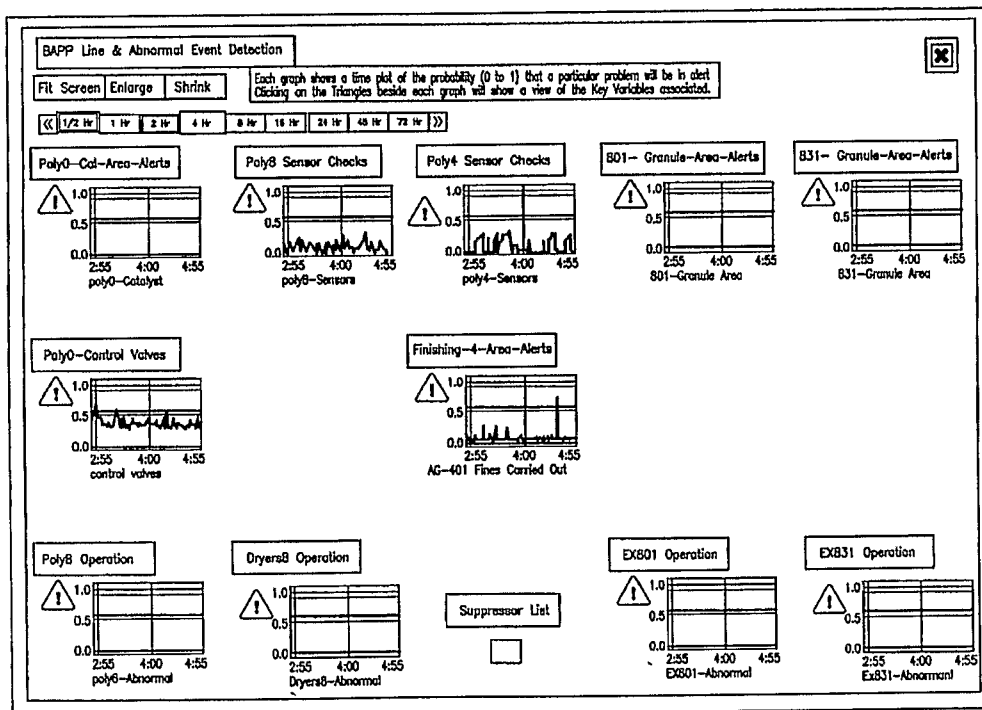 BAPP Line & Abnormal Event Detection
Fit Screen Enlarge Shrink
Each graph shows a time plot of the probability (0 to 1) that a particular problem will be in alert
Clicking on the Triangles beside each graph will show a view of the Key Variables associated.
« 1/2 Hr 1 Hr 2 Hr 4 Hr 8 Hr 16 Hr 24 Hr 48 Hr 72 Hr »
Poly0-Cal-Area-Alerts
! 1.0
0.5
0.0
2:55 4:00 4:55
poly0-Catalyst
Poly8 Sensor Checks
! 1.0
0.5
0.0
2:55 4:00 4:55
poly8-Sensors
Poly4 Sensor Checks
! 1.0
0.5
0.0
2:55 4:00 4:55
poly4-Sensors
801- Granule-Area-Alerts
! 1.0
0.5
0.0
2:55 4:00 4:55
801-Granule Area
831- Granule-Area-Alerts
! 1.0
0.5
0.0
2:55 4:00 4:55
831-Granule Area
Poly0-Control Valves
! 1.0
0.5
0.0
2:55 4:00 4:55
control valves
Finishing-4-Area-Alerts
! 1.0
0.5
0.0
2:55 4:00 4:55
AG-401 Fines Carried Out
Poly8 Operation
! 1.0
0.5
0.0
2:55 4:00 4:55
poly8-Abnormal
Dryers8 Operation
! 1.0
0.5
0.0
2:55 4:00 4:55
Dryers8-Abnormal
Suppressor List
EX801 Operation
! 1.0
0.5
0.0
2:55 4:00 4:55
EX801-Abnormal
EX831 Operation
! 1.0
0.5
0.0
2:55 4:00 4:55
Ex831-Abnormanl